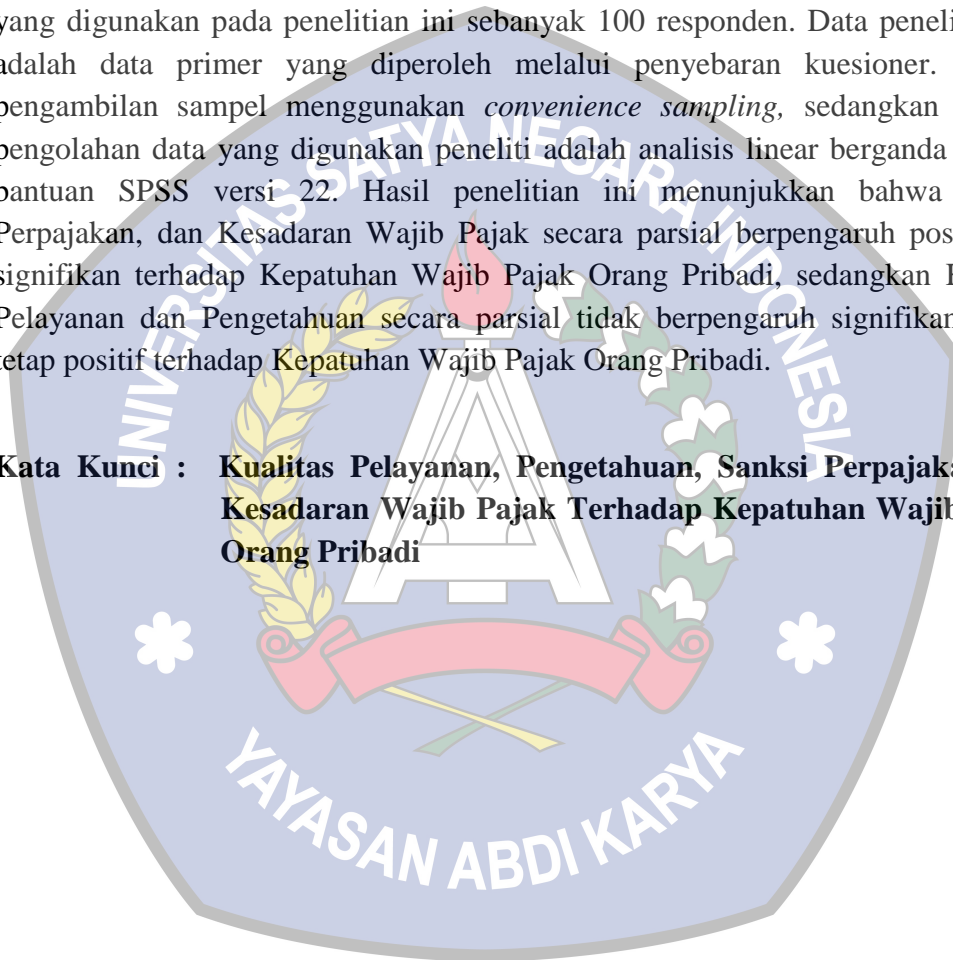 yang digunakan pada penelitian ini sebanyak 100 responden. Data peneli
adalah data primer yang diperoleh melalui penyebaran kuesioner.
pengambilan sampel menggunakan convenience sampling, sedangkan
pengolahan data yang digunakan peneliti adalah analisis linear berganda
bantuan SPSS versi 22. Hasil penelitian ini menunjukkan bahwa
Perpajakan, dan Kesadaran Wajib Pajak secara parsial berpengaruh pos
signifikan terhadap Kepatuhan Wajib Pajak Orang Pribadi, sedangkan
Pelayanan dan Pengetahuan secara parsial tidak berpengaruh signifikan
tetap positif terhadap Kepatuhan Wajib Pajak Orang Pribadi.
Kata Kunci : Kualitas Pelayanan, Pengetahuan, Sanksi Perpajaka
Kesadaran Wajib Pajak Terhadap Kepatuhan Wajib
Orang Pribadi
UNIVERSITAS SATYA NEGARA INDONESIA
YAYASAN ABDI KARYA